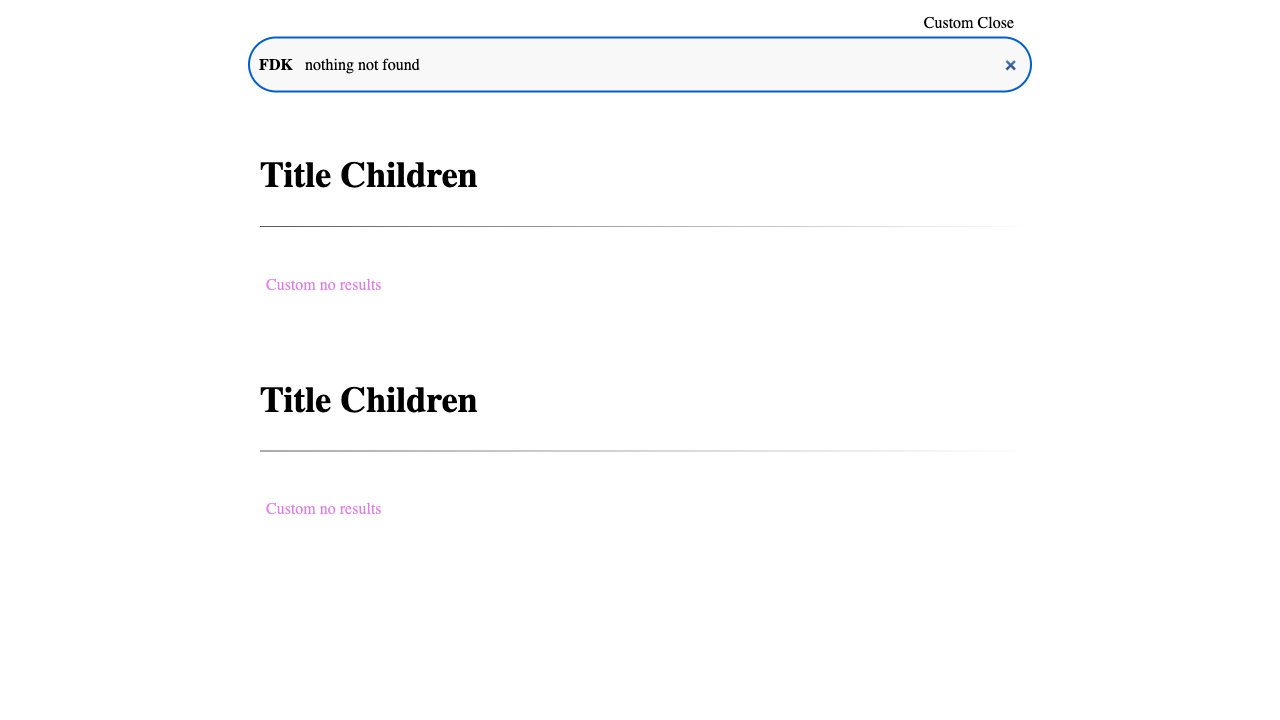 Custom Close
FDK nothing not found
Title Children
Custom no results
Title Children
Custom no results